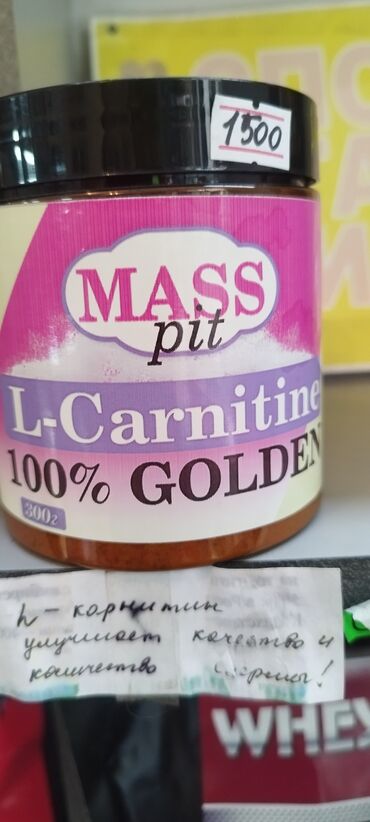 1500
MASS
pit
L-Carnitine
100% GOLDEN
300г
L-карнитин
улучшает качество и
количество спермы!
WHEY